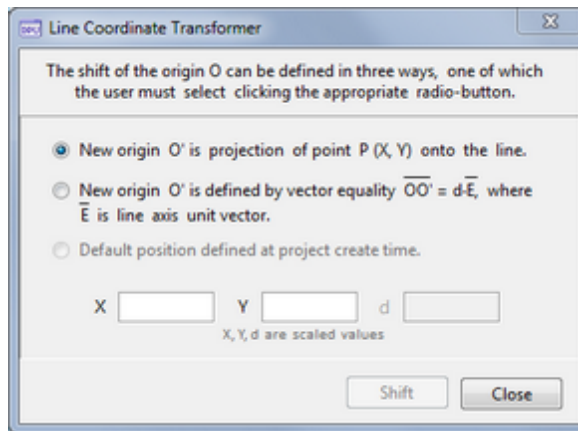 Line Coordinate Transformer
The shift of the origin O can be defined in three ways, one of which
the user must select clicking the appropriate radio-button.
New origin O' is projection of point P (X, Y) onto the line.
New origin O' is defined by vector equality OO' = d·E, where
E is line axis unit vector.
Default position defined at project create time.
X Y d
X, Y, d are scaled values
Shift Close